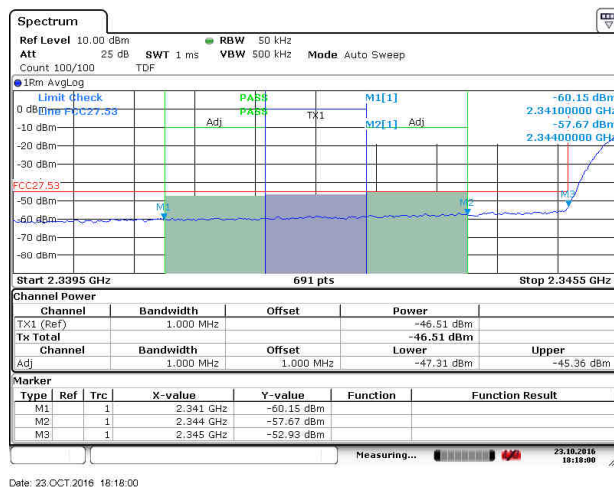 Spectrum
Ref Level 10.00 dBm RBW 50 kHz
Att 25 dB SWT 1 ms VBW 500 kHz Mode Auto Sweep
Count 100/100 TDF
1Rm AvgLog
Limit Check PASS M1[1] -60.15 dBm
0 dBm Line FCC27.53 PASS TX1 2.34100000 GHz
-10 dBm Adj M2[1] Adj -57.67 dBm
2.34400000 GHz
-20 dBm
-30 dBm
FCC27.53
M3
-50 dBm
M1 M2
-60 dBm
-70 dBm
-80 dBm
Start 2.3395 GHz 691 pts Stop 2.3455 GHz
Channel Power
Channel Bandwidth Offset Power
TX1 (Ref) 1.000 MHz -46.51 dBm
Tx Total -46.51 dBm
Channel Bandwidth Offset Lower Upper
Adj 1.000 MHz 1.000 MHz -47.31 dBm -45.36 dBm
Marker
Type Ref Trc X-value Y-value Function Function Result
M1 1 2.341 GHz -60.15 dBm
M2 1 2.344 GHz -57.67 dBm
M3 1 2.345 GHz -52.93 dBm
Measuring... 23.10.2016
18:18:00
Date: 23.OCT.2016 18:18:00